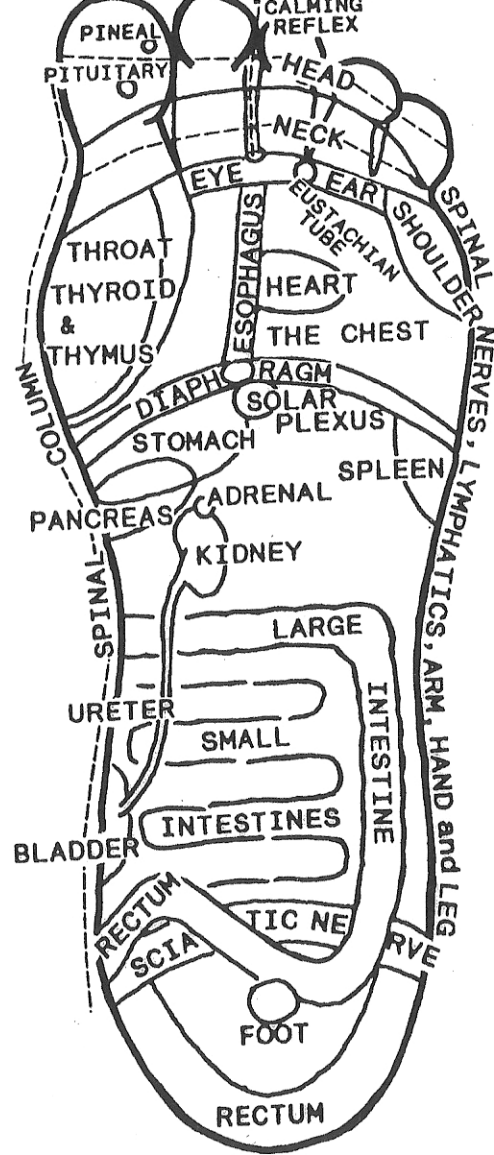 CALMING
REFLEX
PINEAL
PITUITARY
HEAD
NECK
EYE
EAR
EUSTACHIAN
TUBE
SHOULDER
ESOPHAGUS
THROAT
THYROID
&
THYMUS
HEART
THE CHEST
DIAPH RAGM
SOLAR
PLEXUS
STOMACH
SPLEEN
PANCREAS
ADRENAL
KIDNEY
SPINAL COLUMN
SPINAL NERVES, LYMPHATICS, ARM, HAND and LEG
LARGE
INTESTINE
URETER
SMALL
INTESTINES
BLADDER
RECTUM
SCIA TIC NE RVE
FOOT
RECTUM